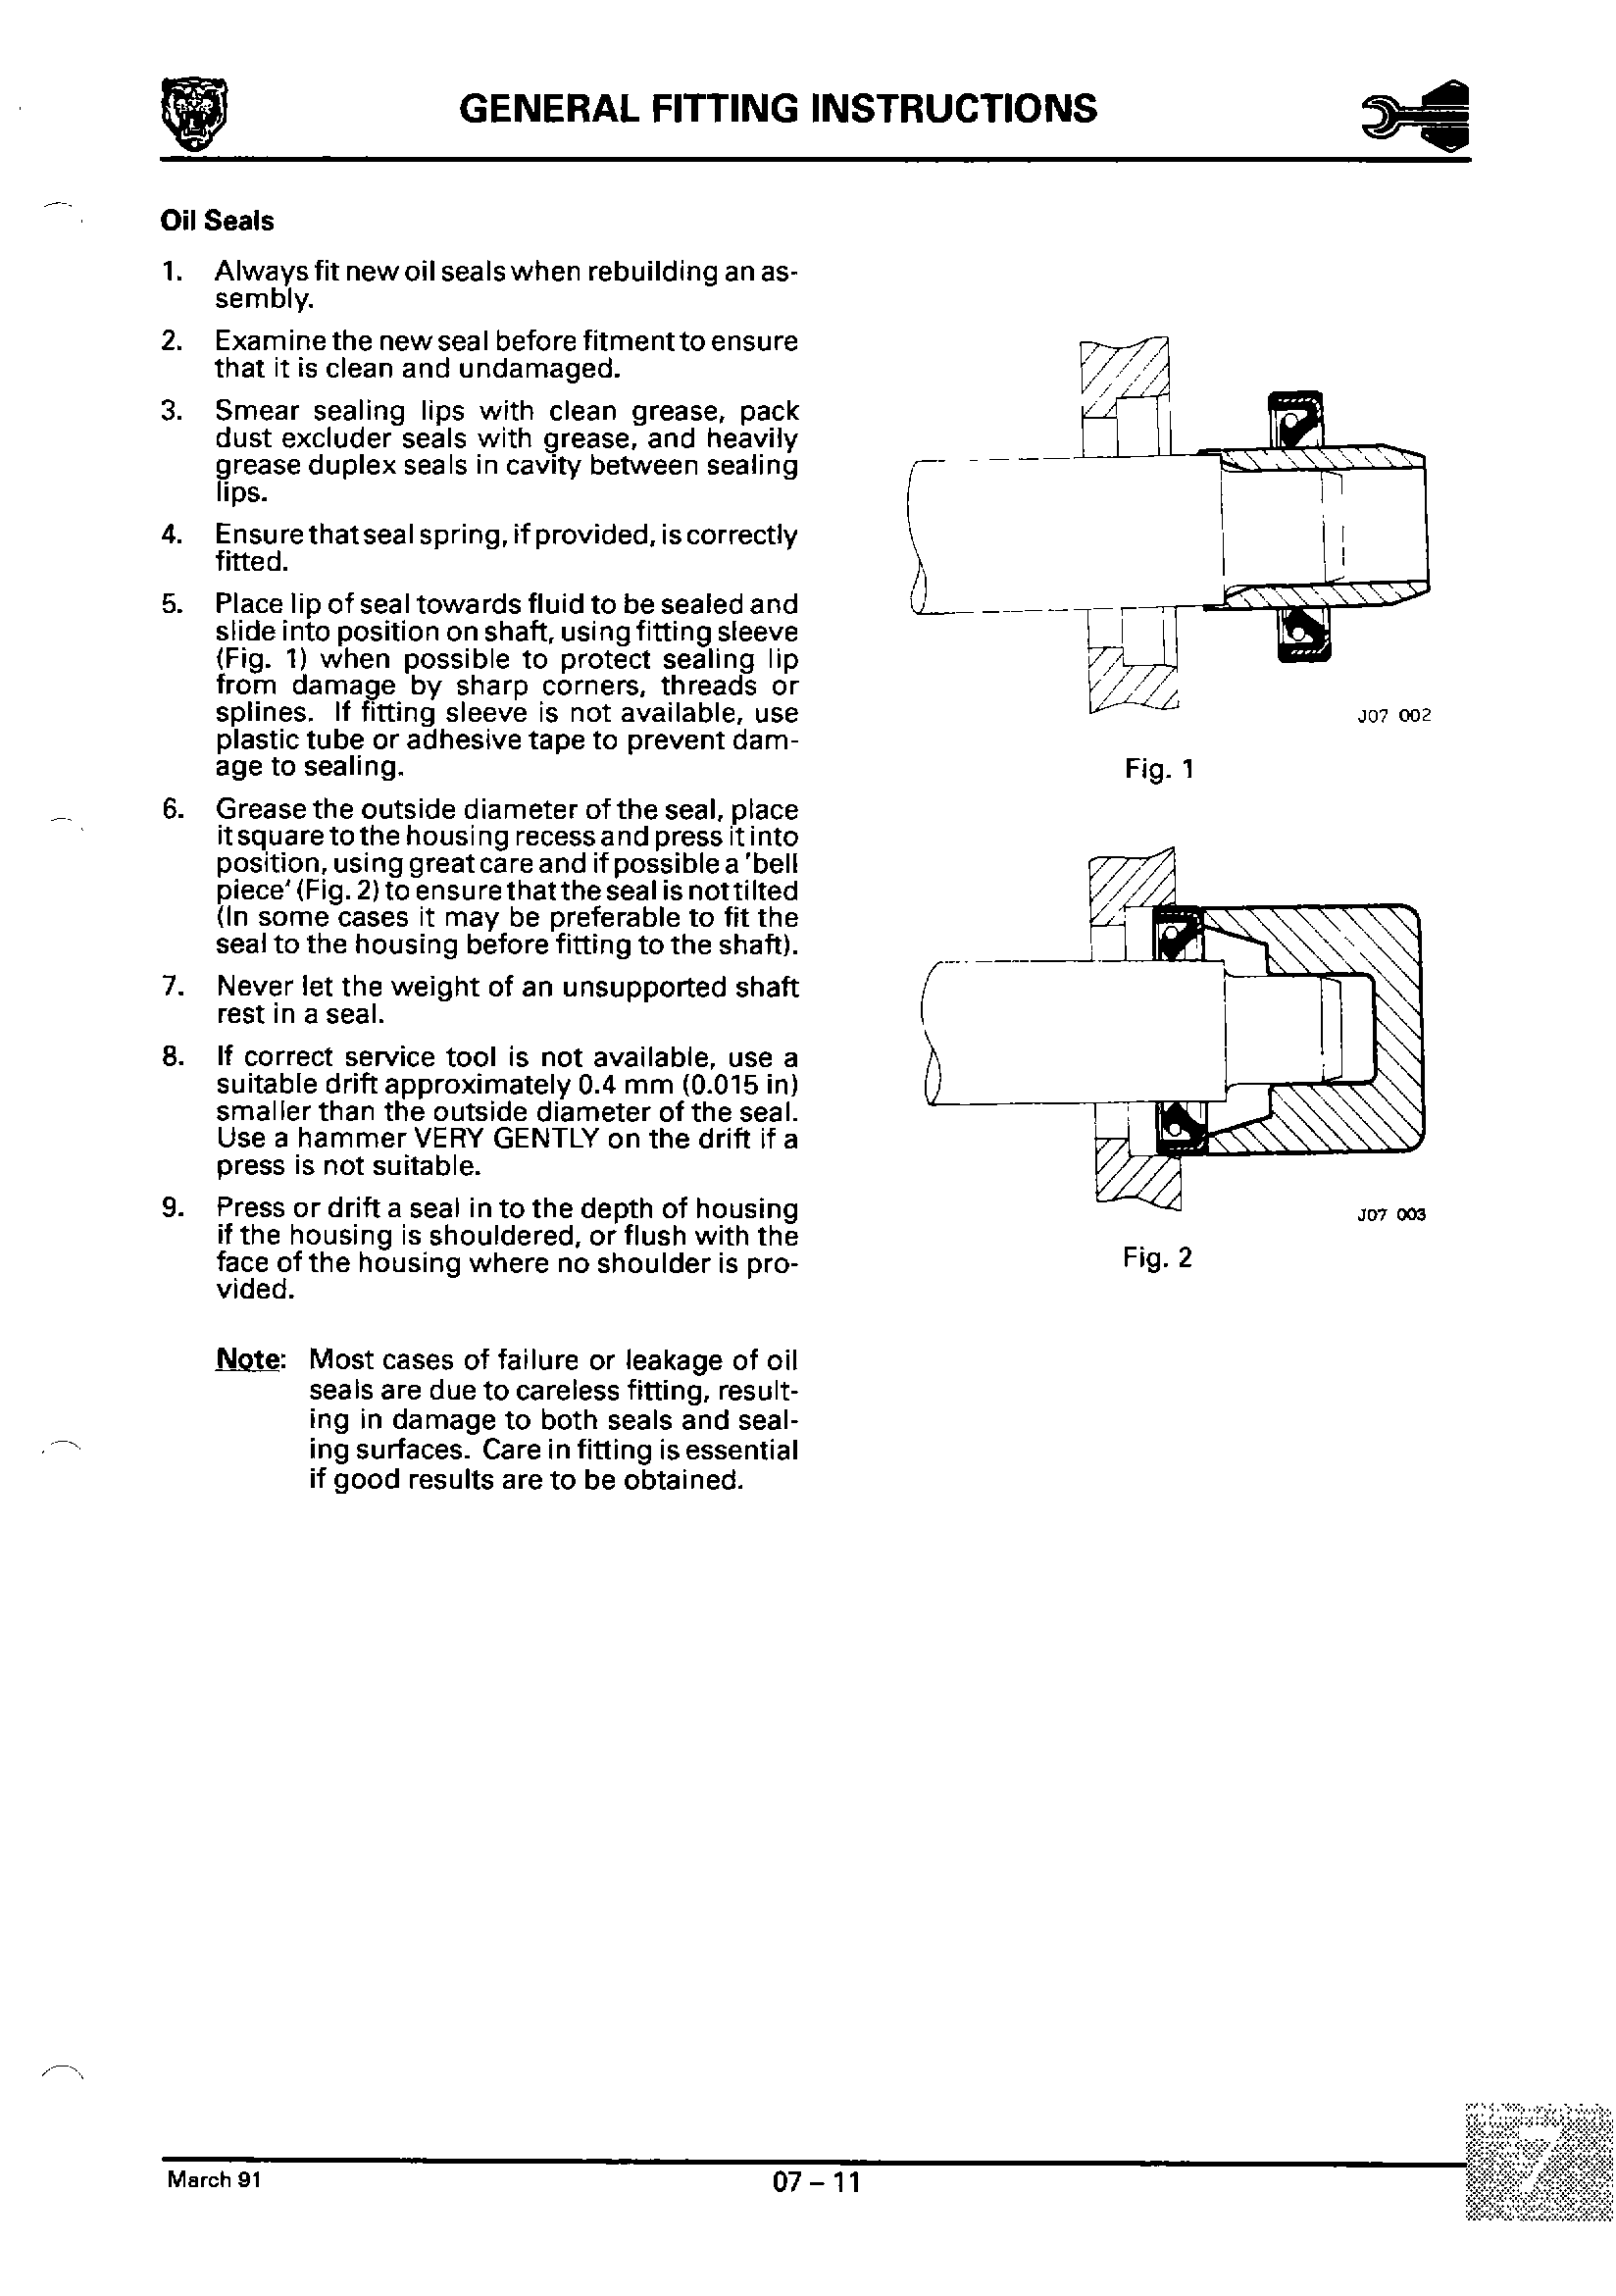 GENERAL FITTING INSTRUCTIONS
Oil Seals
1. Always fit new oil seals when rebuilding an as-
sembly.
2. Examine the new seal before fitment to ensure
that it is clean and undamaged.
3. Smear sealing lips with clean grease, pack
dust excluder seals with grease, and heavily
grease duplex seals in cavity between sealing
lips.
4. Ensure that seal spring, if provided, is correctly
fitted.
5. Place lip of seal towards fluid to be sealed and
slide into position on shaft, using fitting sleeve
(Fig. 1) when possible to protect sealing lip
from damage by sharp corners, threads or
splines. If fitting sleeve is not available, use
plastic tube or adhesive tape to prevent dam-
age to sealing.
6. Grease the outside diameter of the seal, place
it square to the housing recess and press it into
position, using great care and if possible a 'bell
piece' (Fig. 2) to ensure that the seal is not tilted
(In some cases it may be preferable to fit the
seal to the housing before fitting to the shaft).
7. Never let the weight of an unsupported shaft
rest in a seal.
8. If correct service tool is not available, use a
suitable drift approximately 0.4 mm (0.015 in)
smaller than the outside diameter of the seal.
Use a hammer VERY GENTLY on the drift if a
press is not suitable.
9. Press or drift a seal in to the depth of housing
if the housing is shouldered, or flush with the
face of the housing where no shoulder is pro-
vided.
Note: Most cases of failure or leakage of oil
seals are due to careless fitting, result-
ing in damage to both seals and seal-
ing surfaces. Care in fitting is essential
if good results are to be obtained.
J07 002
Fig. 1
J07 003
Fig. 2
March 91
07 – 11
7